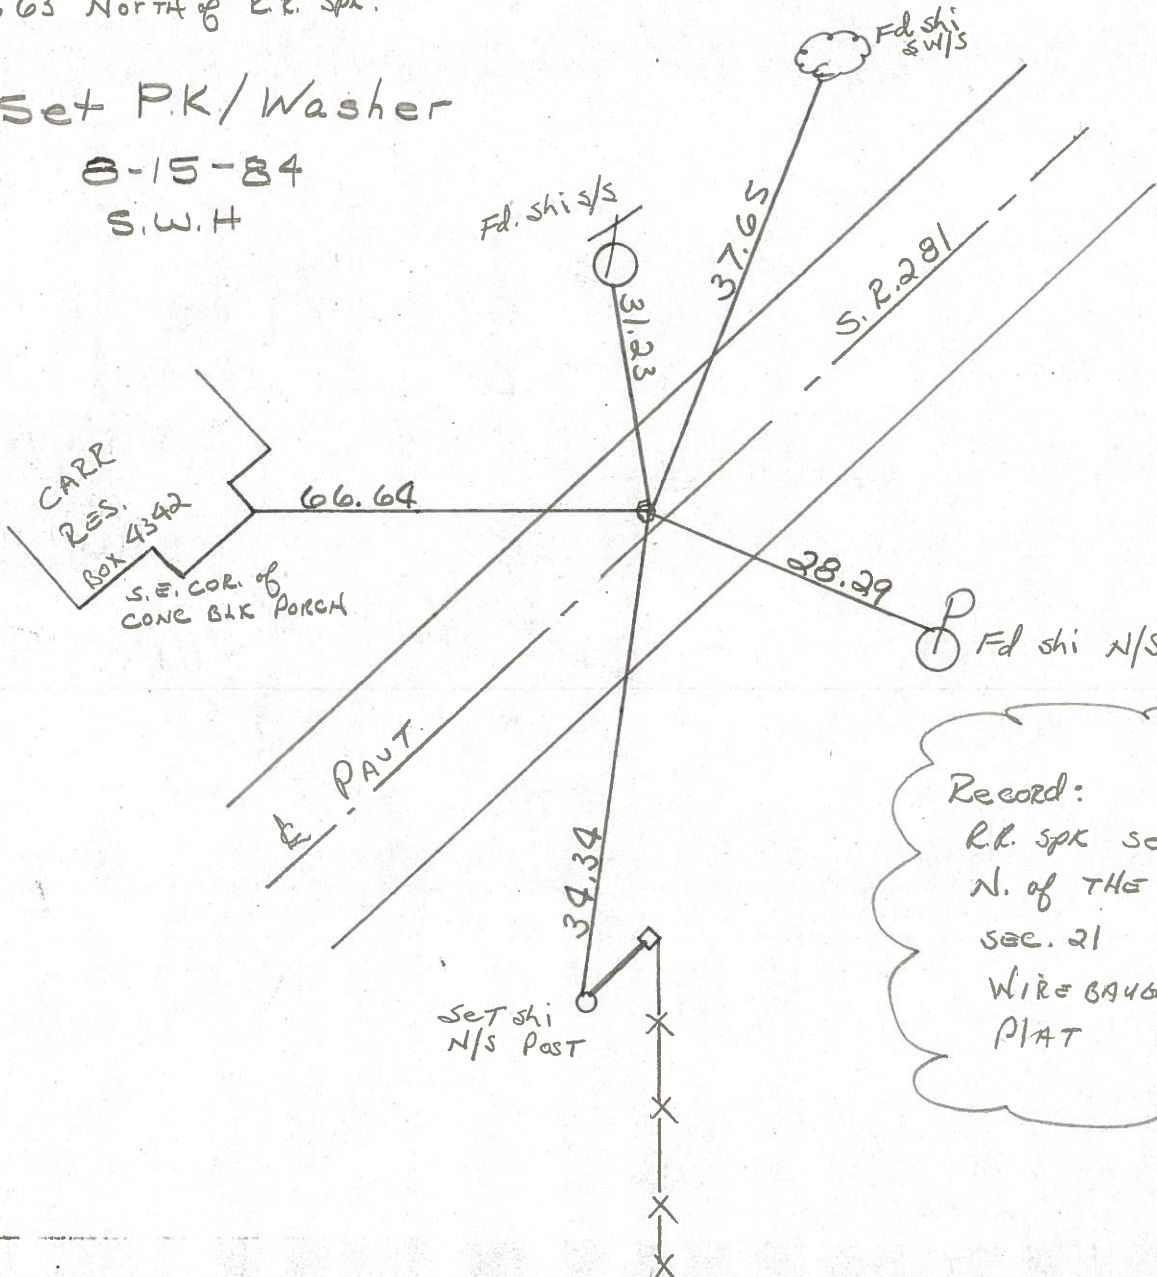 63 NORTH of R.R. SPK.
Set P.K/Washer
8-15-84
S.W.H
Fd shi
SW/S
Fd. shi s/s
37.65
31.23
S.R.281
CARR
RES.
BOX 4342
66.64
S.E. COR. of
CONC BLK PORCH
28.29
Fd shi N/S
℄ PAVT.
34.34
SET shi
N/S POST
Record:
R.R. SPK
N. of THE
SEC. 21
PlAT